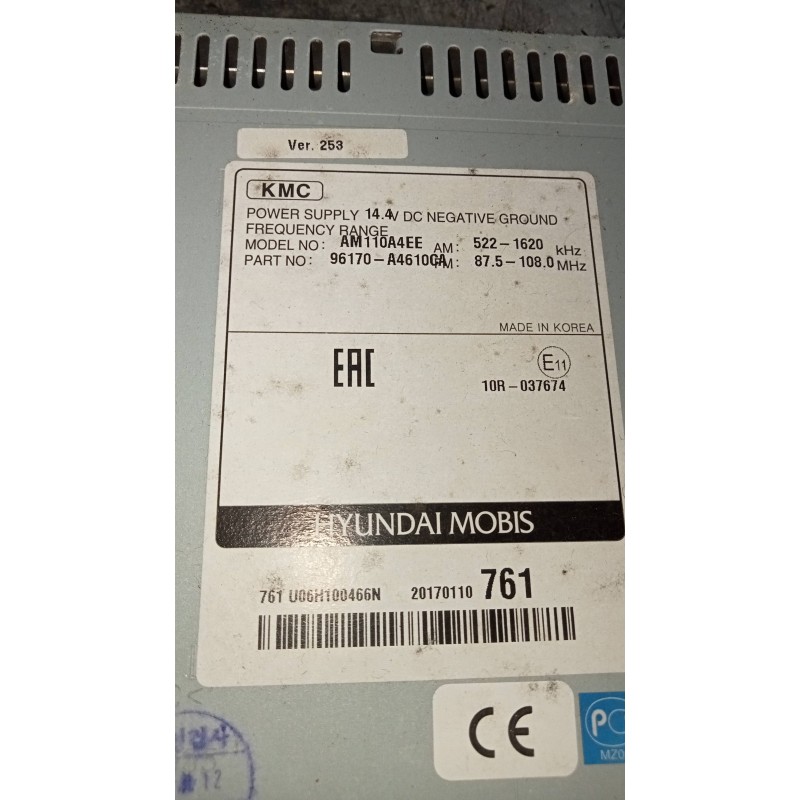 Ver. 253
KMC
POWER SUPPLY 14.4V DC NEGATIVE GROUND
FREQUENCY RANGE
MODEL NO: AM110A4EE AM: 522-1620 kHz
PART NO: 96170-A4610CA FM: 87.5-108.0 MHz
MADE IN KOREA
EAC
E11
10R-037674
HYUNDAI MOBIS
761 U06H100466N 20170110 761
CE
12